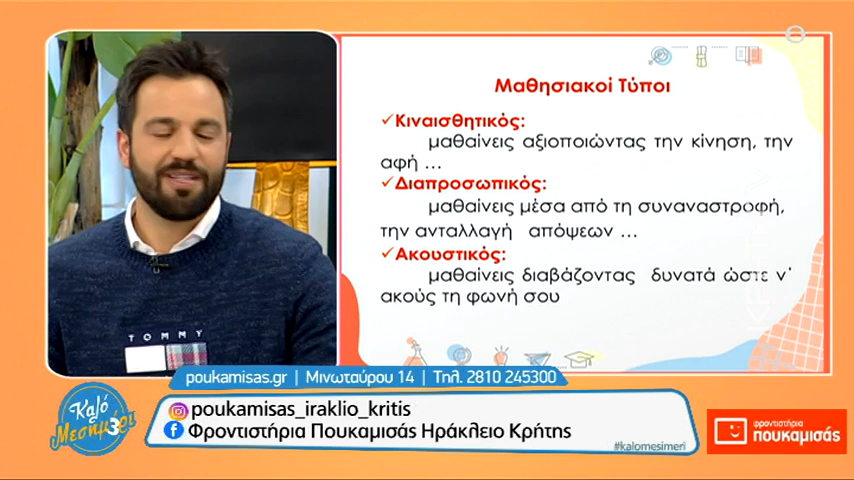 Μαθησιακοί Τύποι
✓Κιναισθητικός:
μαθαίνεις αξιοποιώντας την κίνηση, την
αφή ...
✓Διαπροσωπικός:
μαθαίνεις μέσα από τη συναναστροφή,
την ανταλλαγή απόψεων ...
✓Ακουστικός:
μαθαίνεις διαβάζοντας δυνατά ώστε ν΄
ακούς τη φωνή σου
TOMMY
poukamisas.gr | Μινωταύρου 14 | Τηλ. 2810 245300
poukamisas_iraklio_kritis
Φροντιστήρια Πουκαμισάς Ηράκλειο Κρήτης
#kalomesimeri
Καλό
Μεσημέρι
3
φροντιστήρια
πουκαμισάς